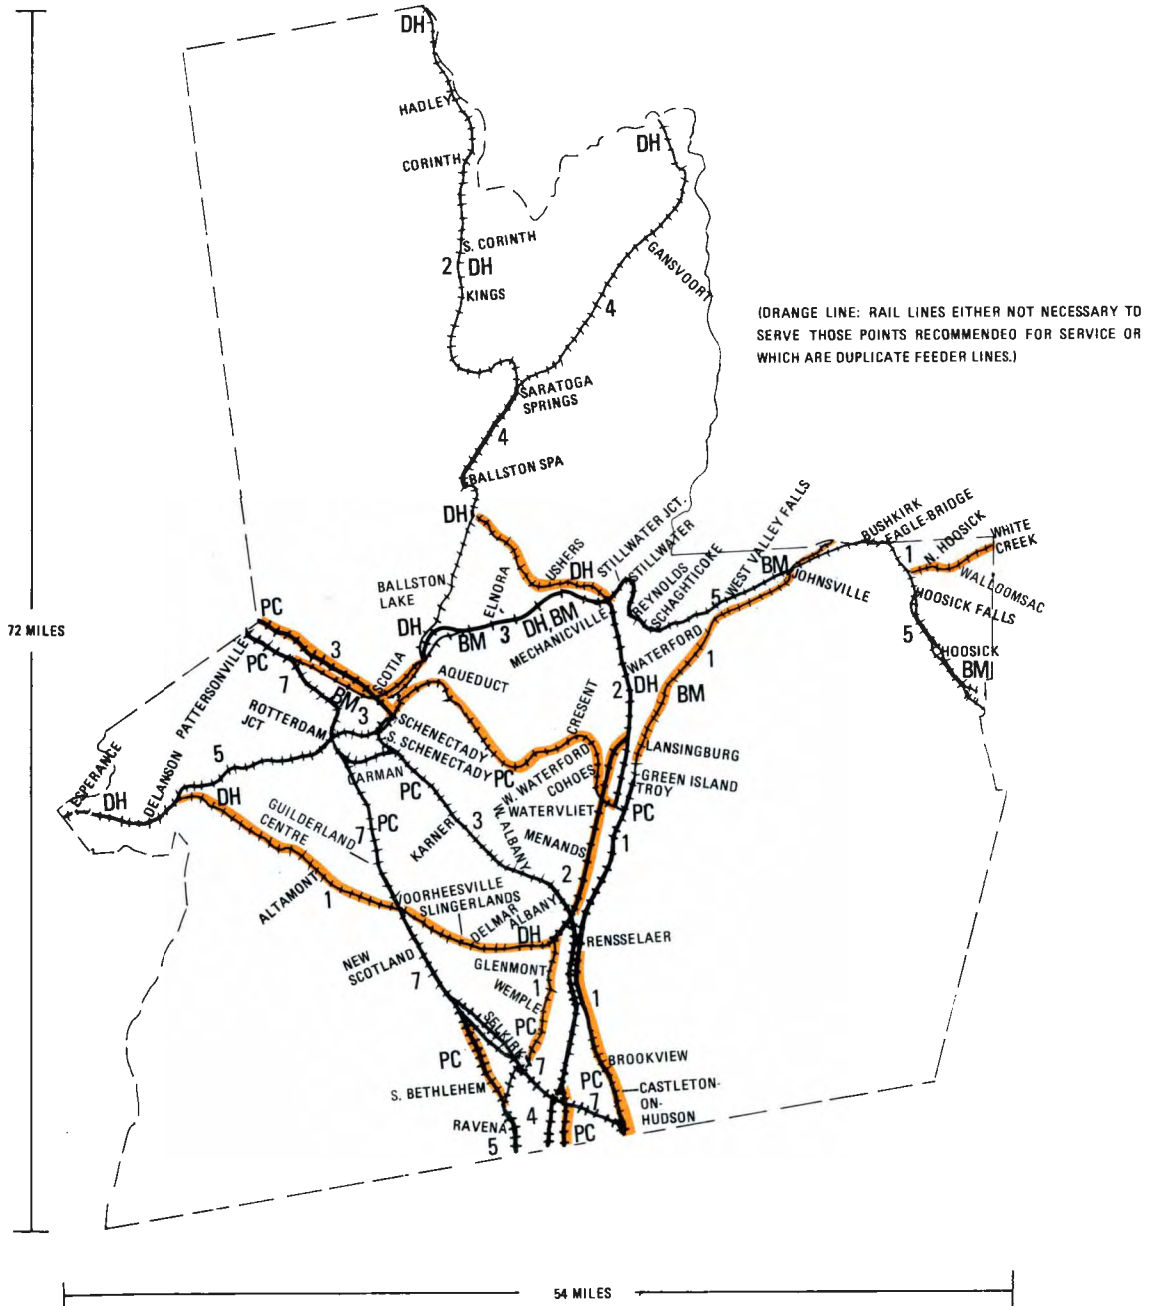 DH
HADLEY
CORINTH
DH
S. CORINTH
2 DH
KINGS
GANSVOORT
4
(ORANGE LINE: RAIL LINES EITHER NOT NECESSARY TO
SERVE THOSE POINTS RECOMMENDED FOR SERVICE OR
WHICH ARE DUPLICATE FEEDER LINES.)
SARATOGA
SPRINGS
4
BALLSTON SPA
DH
USHERS
DH
STILLWATER JCT.
STILLWATER
REYNOLDS
SCHAGHTICOKE
WEST VALLEY FALLS
5
BM
JOHNSVILLE
BUSHKIRK
EAGLE-BRIDGE
1
N. HOOSICK
WHITE
CREEK
WALLOOMSAC
HOOSICK FALLS
5
HOOSICK
BM
BALLSTON
LAKE
ELNORA
DH
BM
3
DH, BM
MECHANICVILLE
72 MILES
PC
3
PC
7
PATTERSONVILLE
BM
3
SCOTIA
AQUEDUCT
WATERFORD
1
2
DH
BM
CRESENT
ROTTERDAM
JCT
SCHENECTADY
S. SCHENECTADY
PC
W. WATERFORD
COHOES
LANSINGBURG
GREEN ISLAND
TROY
5
CARMAN
PC
ESPERANCE
DH
DELANSON
DH
GUILDERLAND
CENTRE
7
PC
KARNER
3
W. ALBANY
WATERVLIET
PC
MENANDS
1
2
ALTAMONT
1
VOORHEESVILLE
SLINGERLANDS
DELMAR
ALBANY
DH
RENSSELAER
NEW
SCOTLAND
7
GLENMONT
1
WEMPLE
1
SELKIRK
PC
PC
7
BROOKVIEW
S. BETHLEHEM
PC
CASTLETON-
ON-
HUDSON
4
7
RAVENA
5
PC
54 MILES